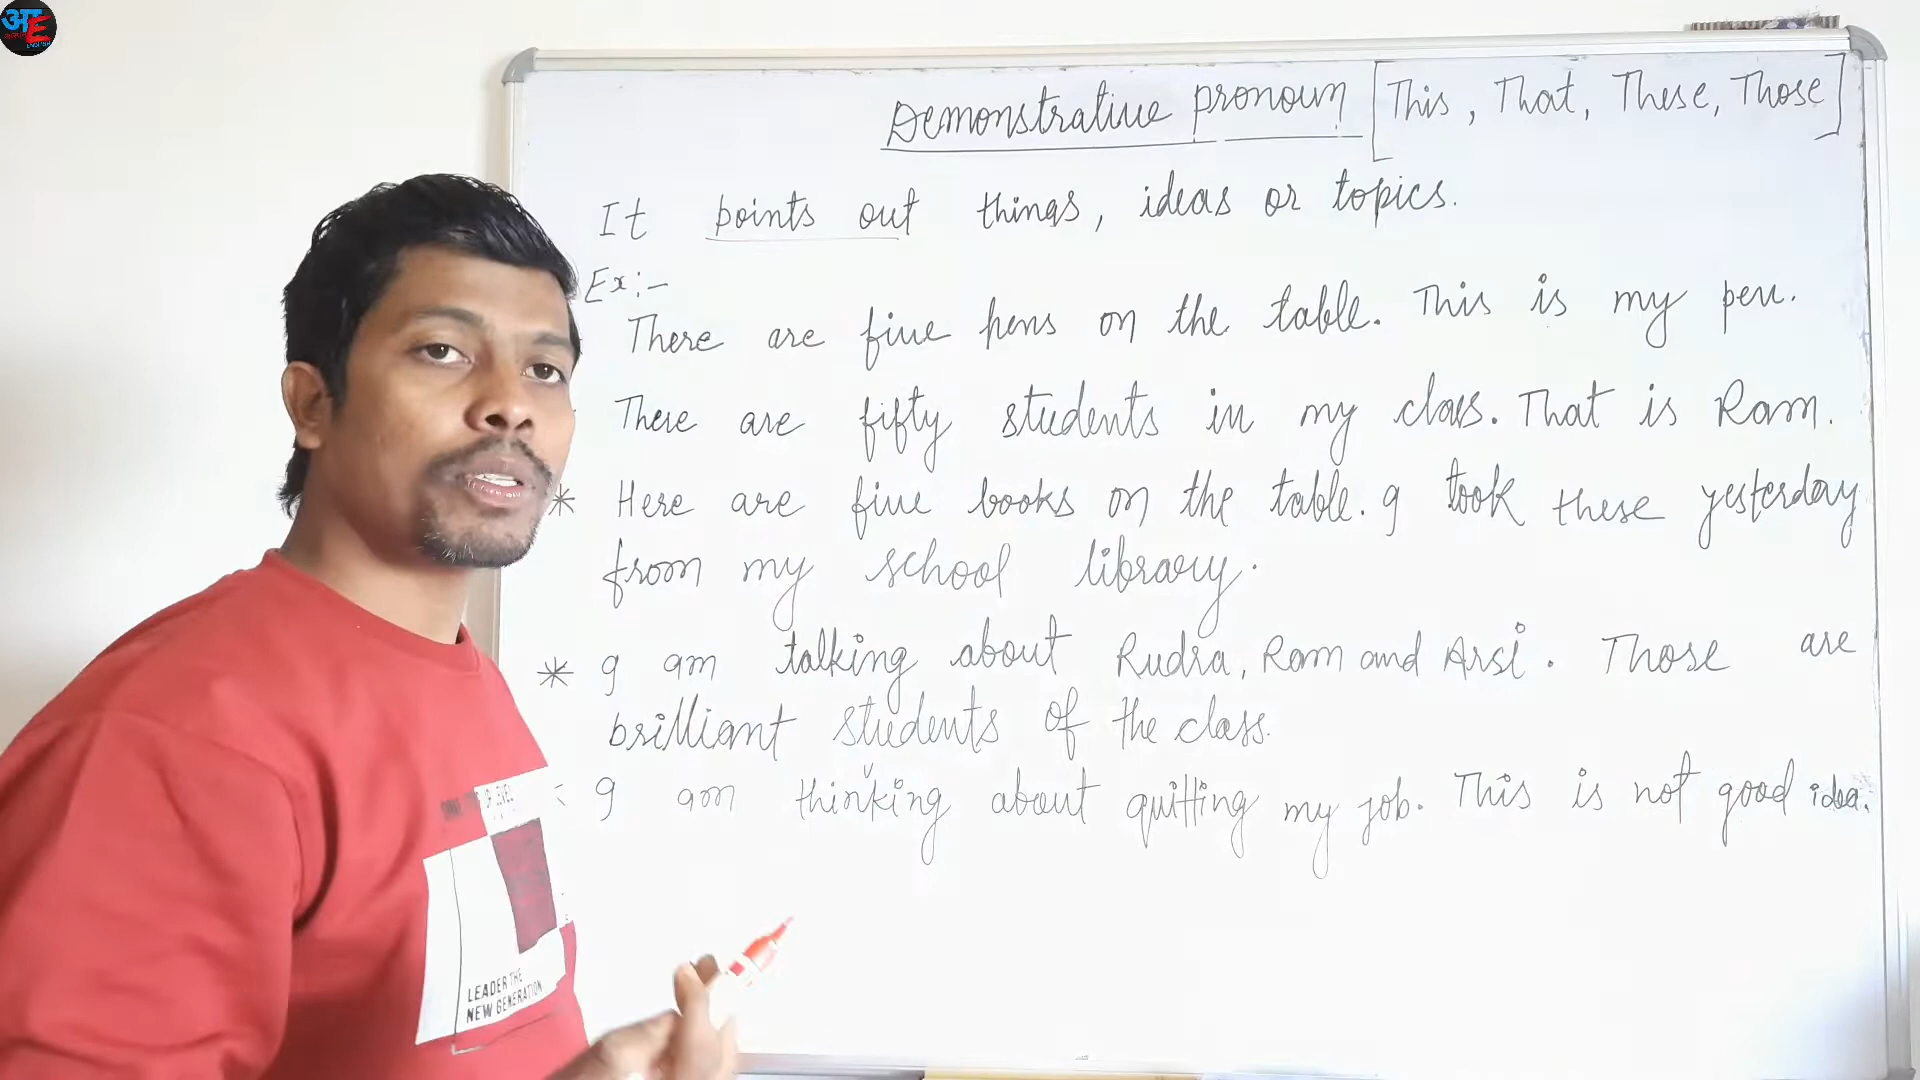 अE
ENGLISH
Demonstrative pronoun [This, That, These, Those]
It points out things, ideas or topics.
Ex:-
There are five pens on the table. This is my pen.
There are fifty students in my class. That is Ram.
* Here are five books on the table. I took these yesterday
from my school library.
* I am talking about Rudra, Ram and Arsi. Those are
brilliant students of the class.
I am thinking about quitting my job. This is not good idea.
LEADER THE
NEW GENERATION